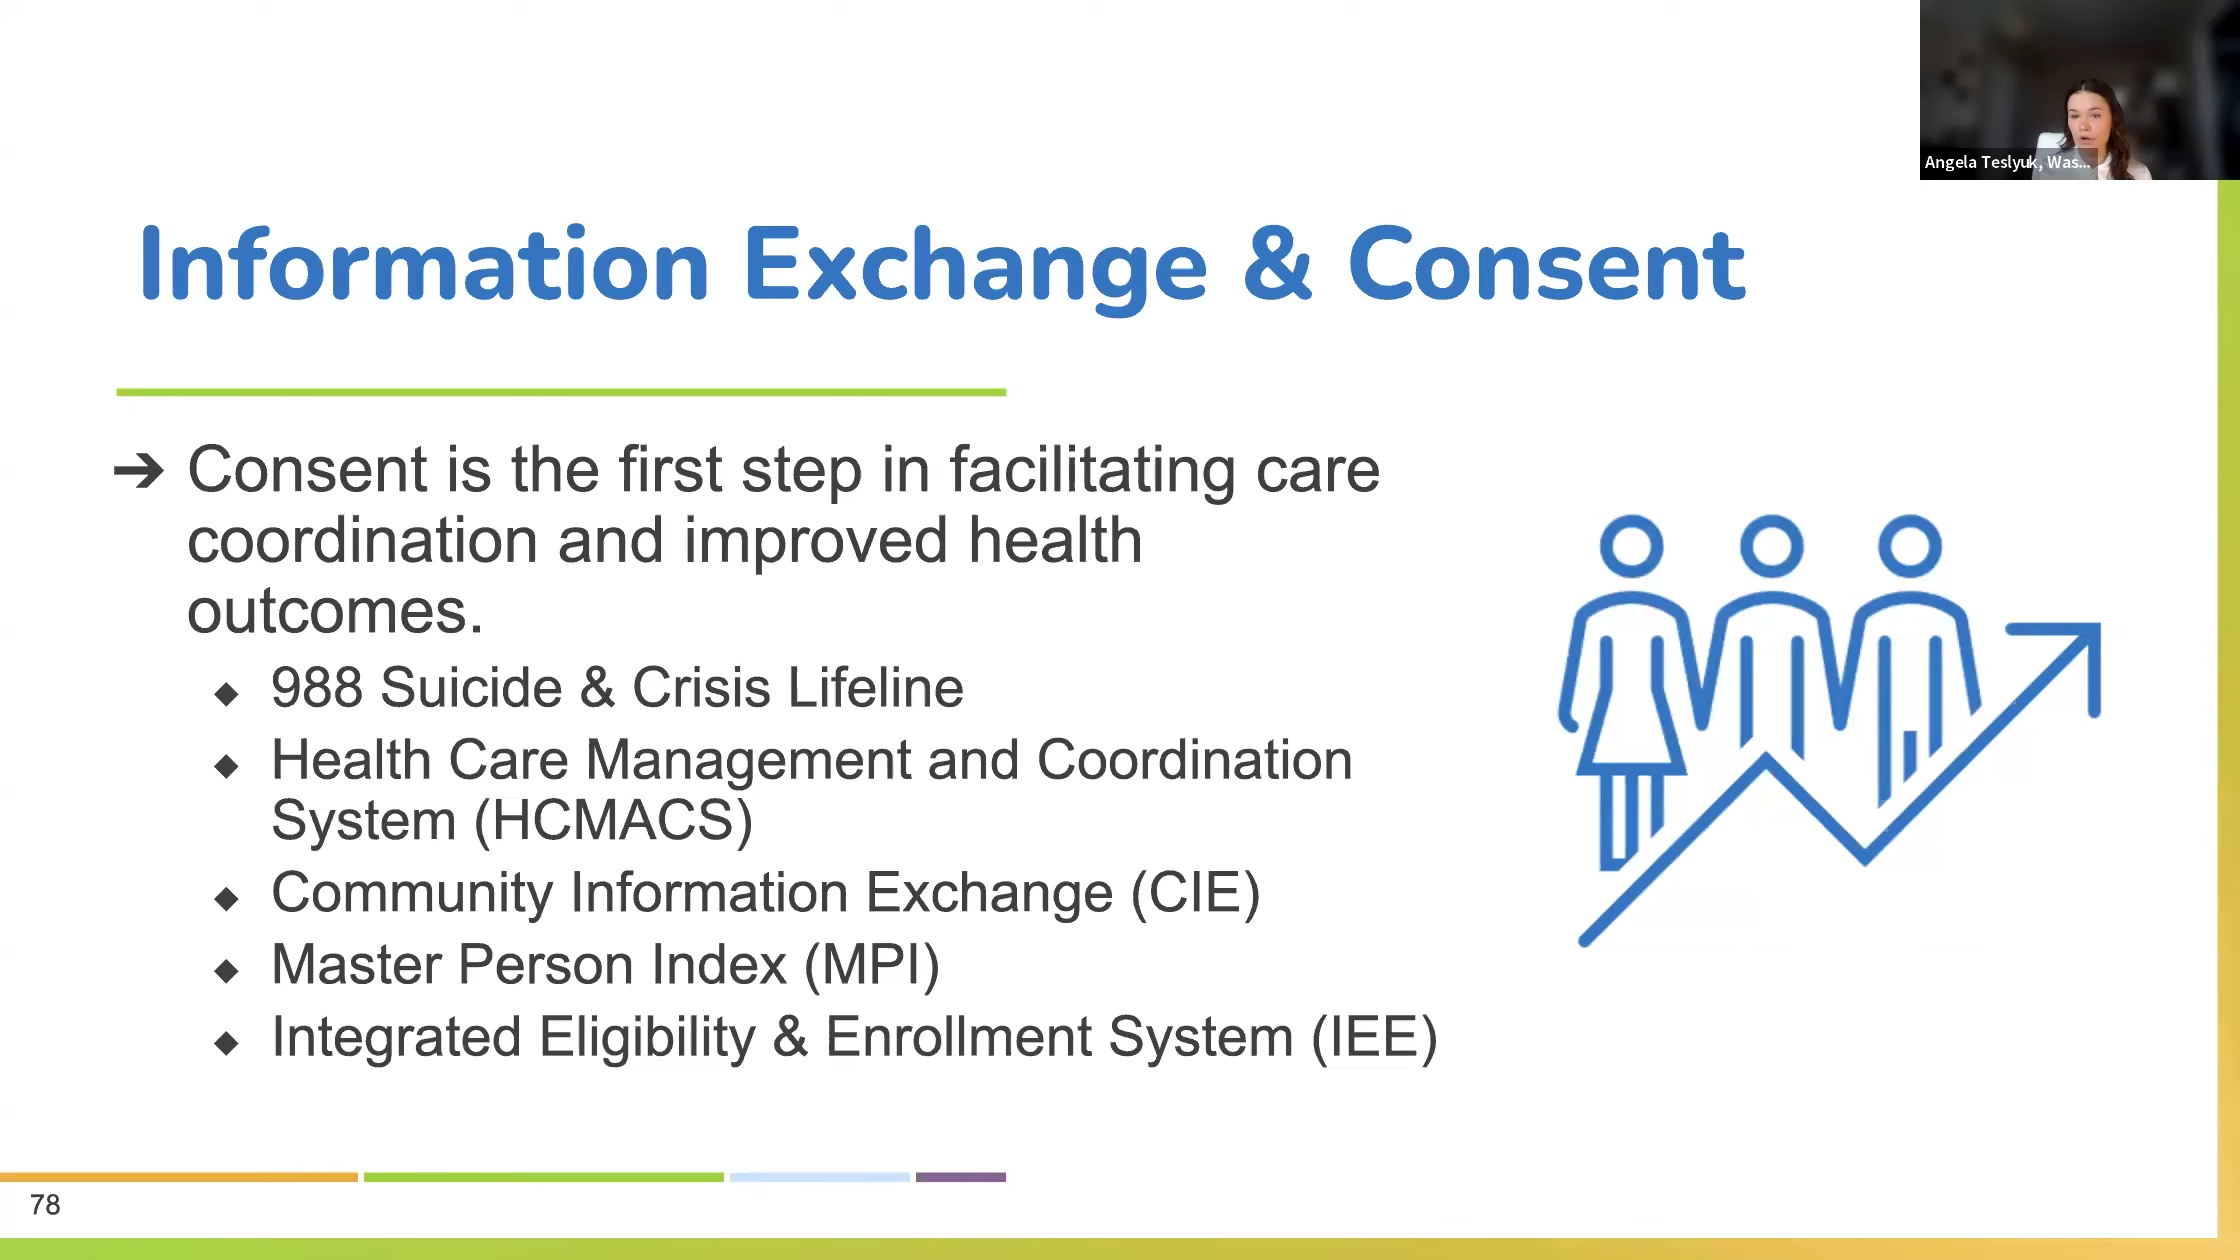 Angela Teslyuk, Was...
Information Exchange & Consent
➔ Consent is the first step in facilitating care
coordination and improved health
outcomes.
◆ 988 Suicide & Crisis Lifeline
◆ Health Care Management and Coordination
System (HCMACS)
◆ Community Information Exchange (CIE)
◆ Master Person Index (MPI)
◆ Integrated Eligibility & Enrollment System (IEE)
78